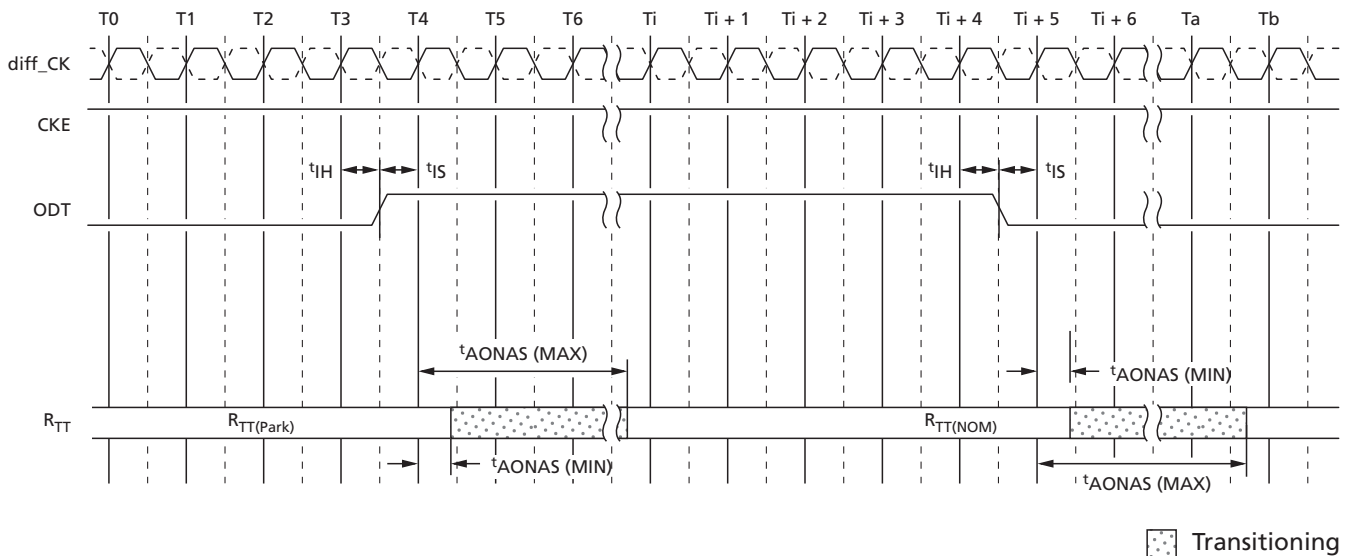 T0 T1 T2 T3 T4 T5 T6 Ti Ti + 1 Ti + 2 Ti + 3 Ti + 4 Ti + 5 Ti + 6 Ta Tb
diff_CK
CKE
tIH tIS tIH tIS
ODT
tAONAS (MAX)
tAONAS (MIN)
RTT RTT(Park) RTT(NOM)
tAONAS (MIN)
tAONAS (MAX)
Transitioning